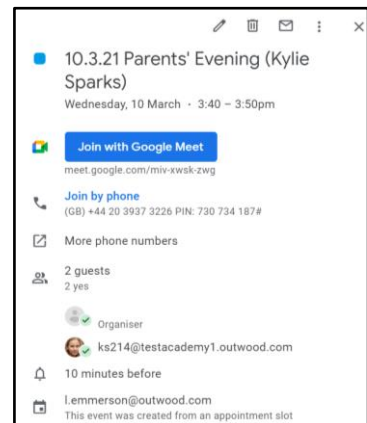 10.3.21 Parents' Evening (Kylie
Sparks)
Wednesday, 10 March · 3:40 – 3:50pm
Join with Google Meet
meet.google.com/miv-xwsk-zwg
Join by phone
(GB) +44 20 3937 3226 PIN: 730 734 187#
More phone numbers
2 guests
2 yes
Organiser
ks214@testacademy1.outwood.com
10 minutes before
l.emmerson@outwood.com
This event was created from an appointment slot